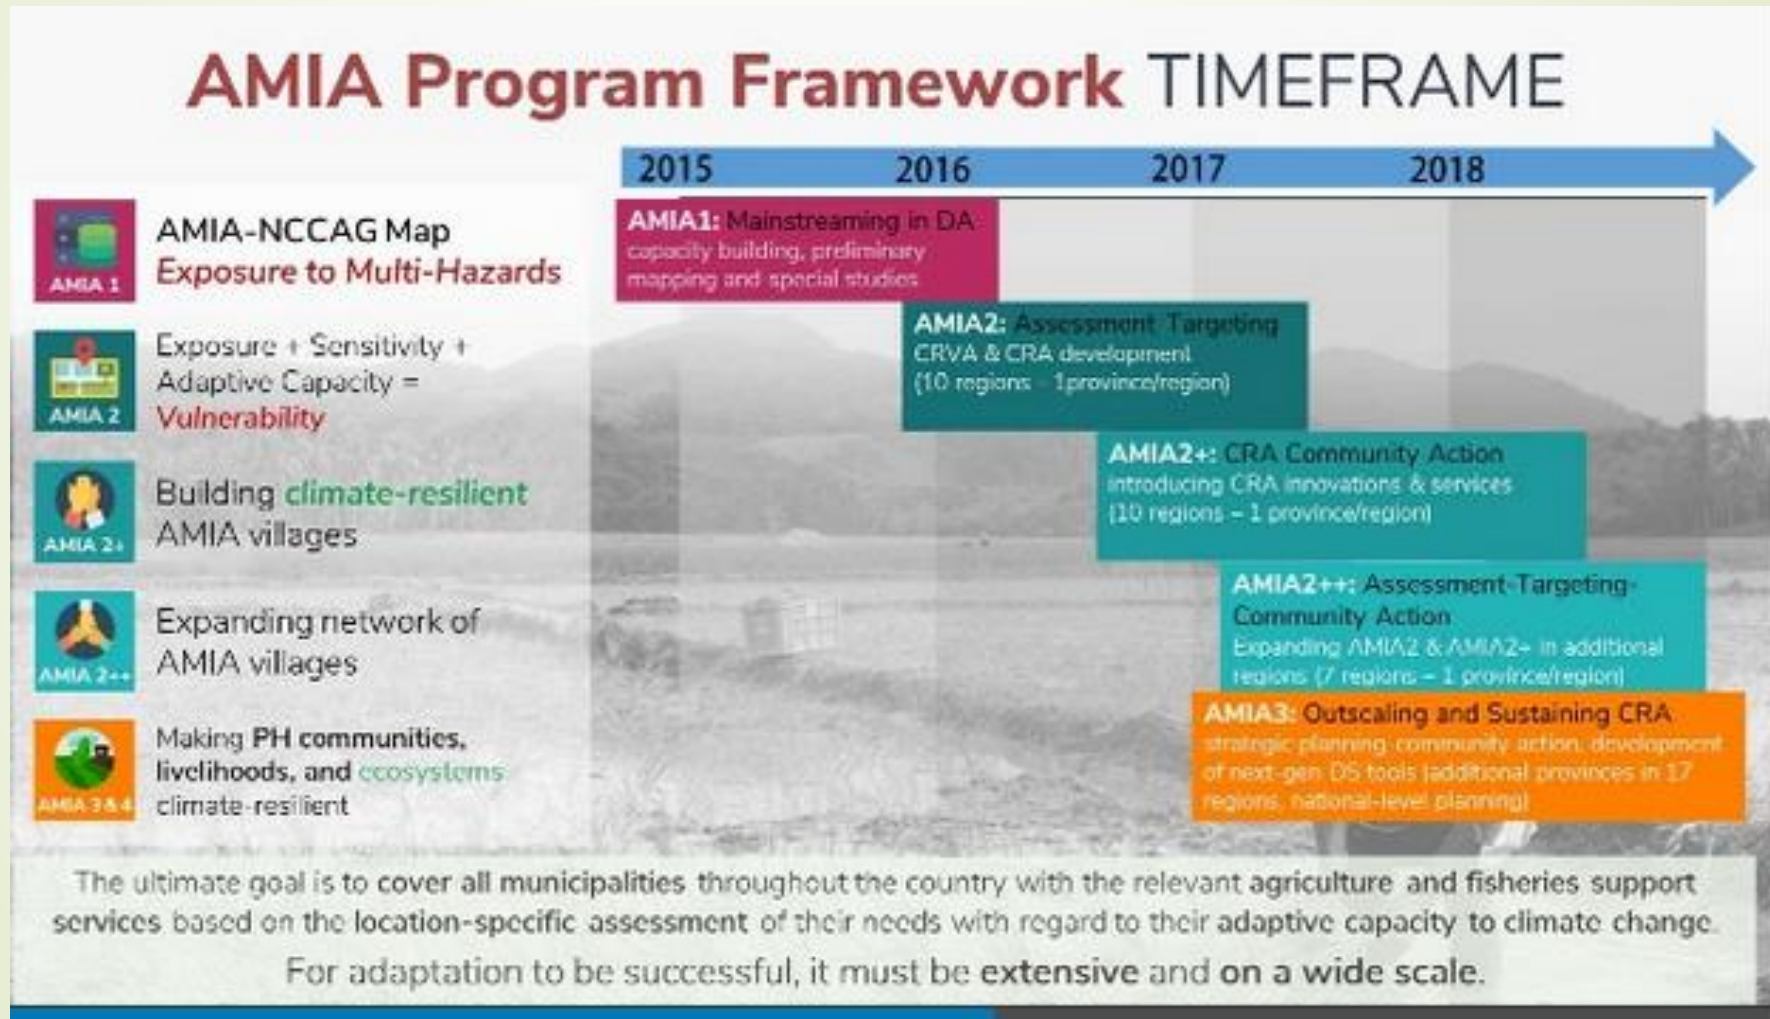 AMIA Program Framework TIMEFRAME
2015 2016 2017 2018
AMIA 1
AMIA-NCCAG Map
Exposure to Multi-Hazards
AMIA1: Mainstreaming in DA
capacity building, preliminary
mapping and special studies
AMIA 2
Exposure + Sensitivity +
Adaptive Capacity =
Vulnerability
AMIA2: Assessment Targeting
CRVA & CRA development
(10 regions - 1province/region)
AMIA 2+
Building climate-resilient
AMIA villages
AMIA2+: CRA Community Action
introducing CRA innovations & services
(10 regions – 1 province/region)
AMIA 2++
Expanding network of
AMIA villages
AMIA2++: Assessment-Targeting-
Community Action
Expanding AMIA2 & AMIA2+ in additional
regions (7 regions – 1 province/region)
AMIA 3 & 4
Making PH communities,
livelihoods, and ecosystems
climate-resilient
AMIA3: Outscaling and Sustaining CRA
strategic planning-community action, development
of next-gen DS tools (additional provinces in 17
regions, national-level planning)
The ultimate goal is to cover all municipalities throughout the country with the relevant agriculture and fisheries support
services based on the location-specific assessment of their needs with regard to their adaptive capacity to climate change.
For adaptation to be successful, it must be extensive and on a wide scale.